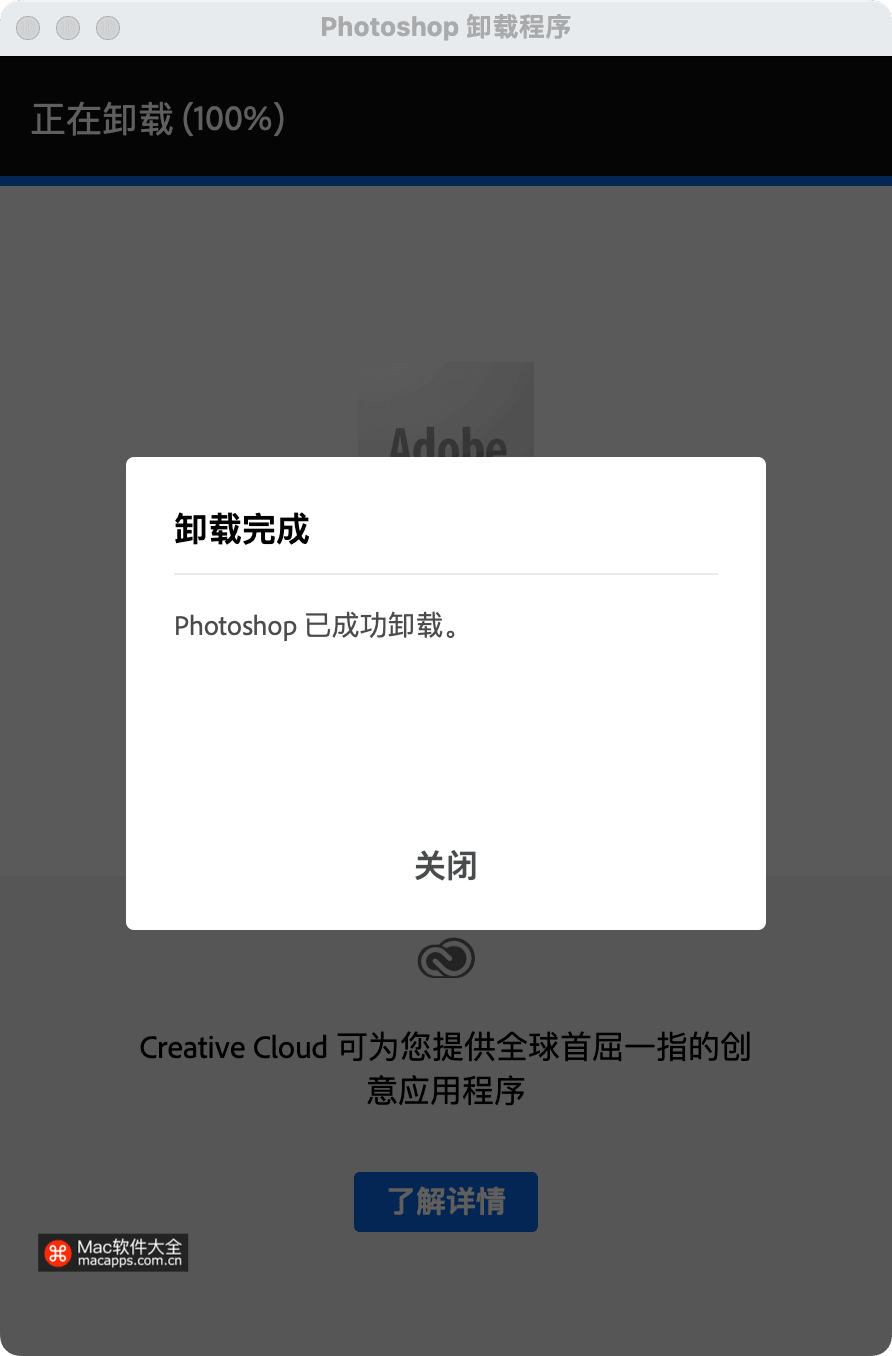 Photoshop 卸载程序
正在卸载 (100%)
Adobe
卸载完成
Photoshop 已成功卸载。
关闭
Creative Cloud 可为您提供全球首屈一指的创
意应用程序
了解详情
Mac软件大全
macapps.com.cn